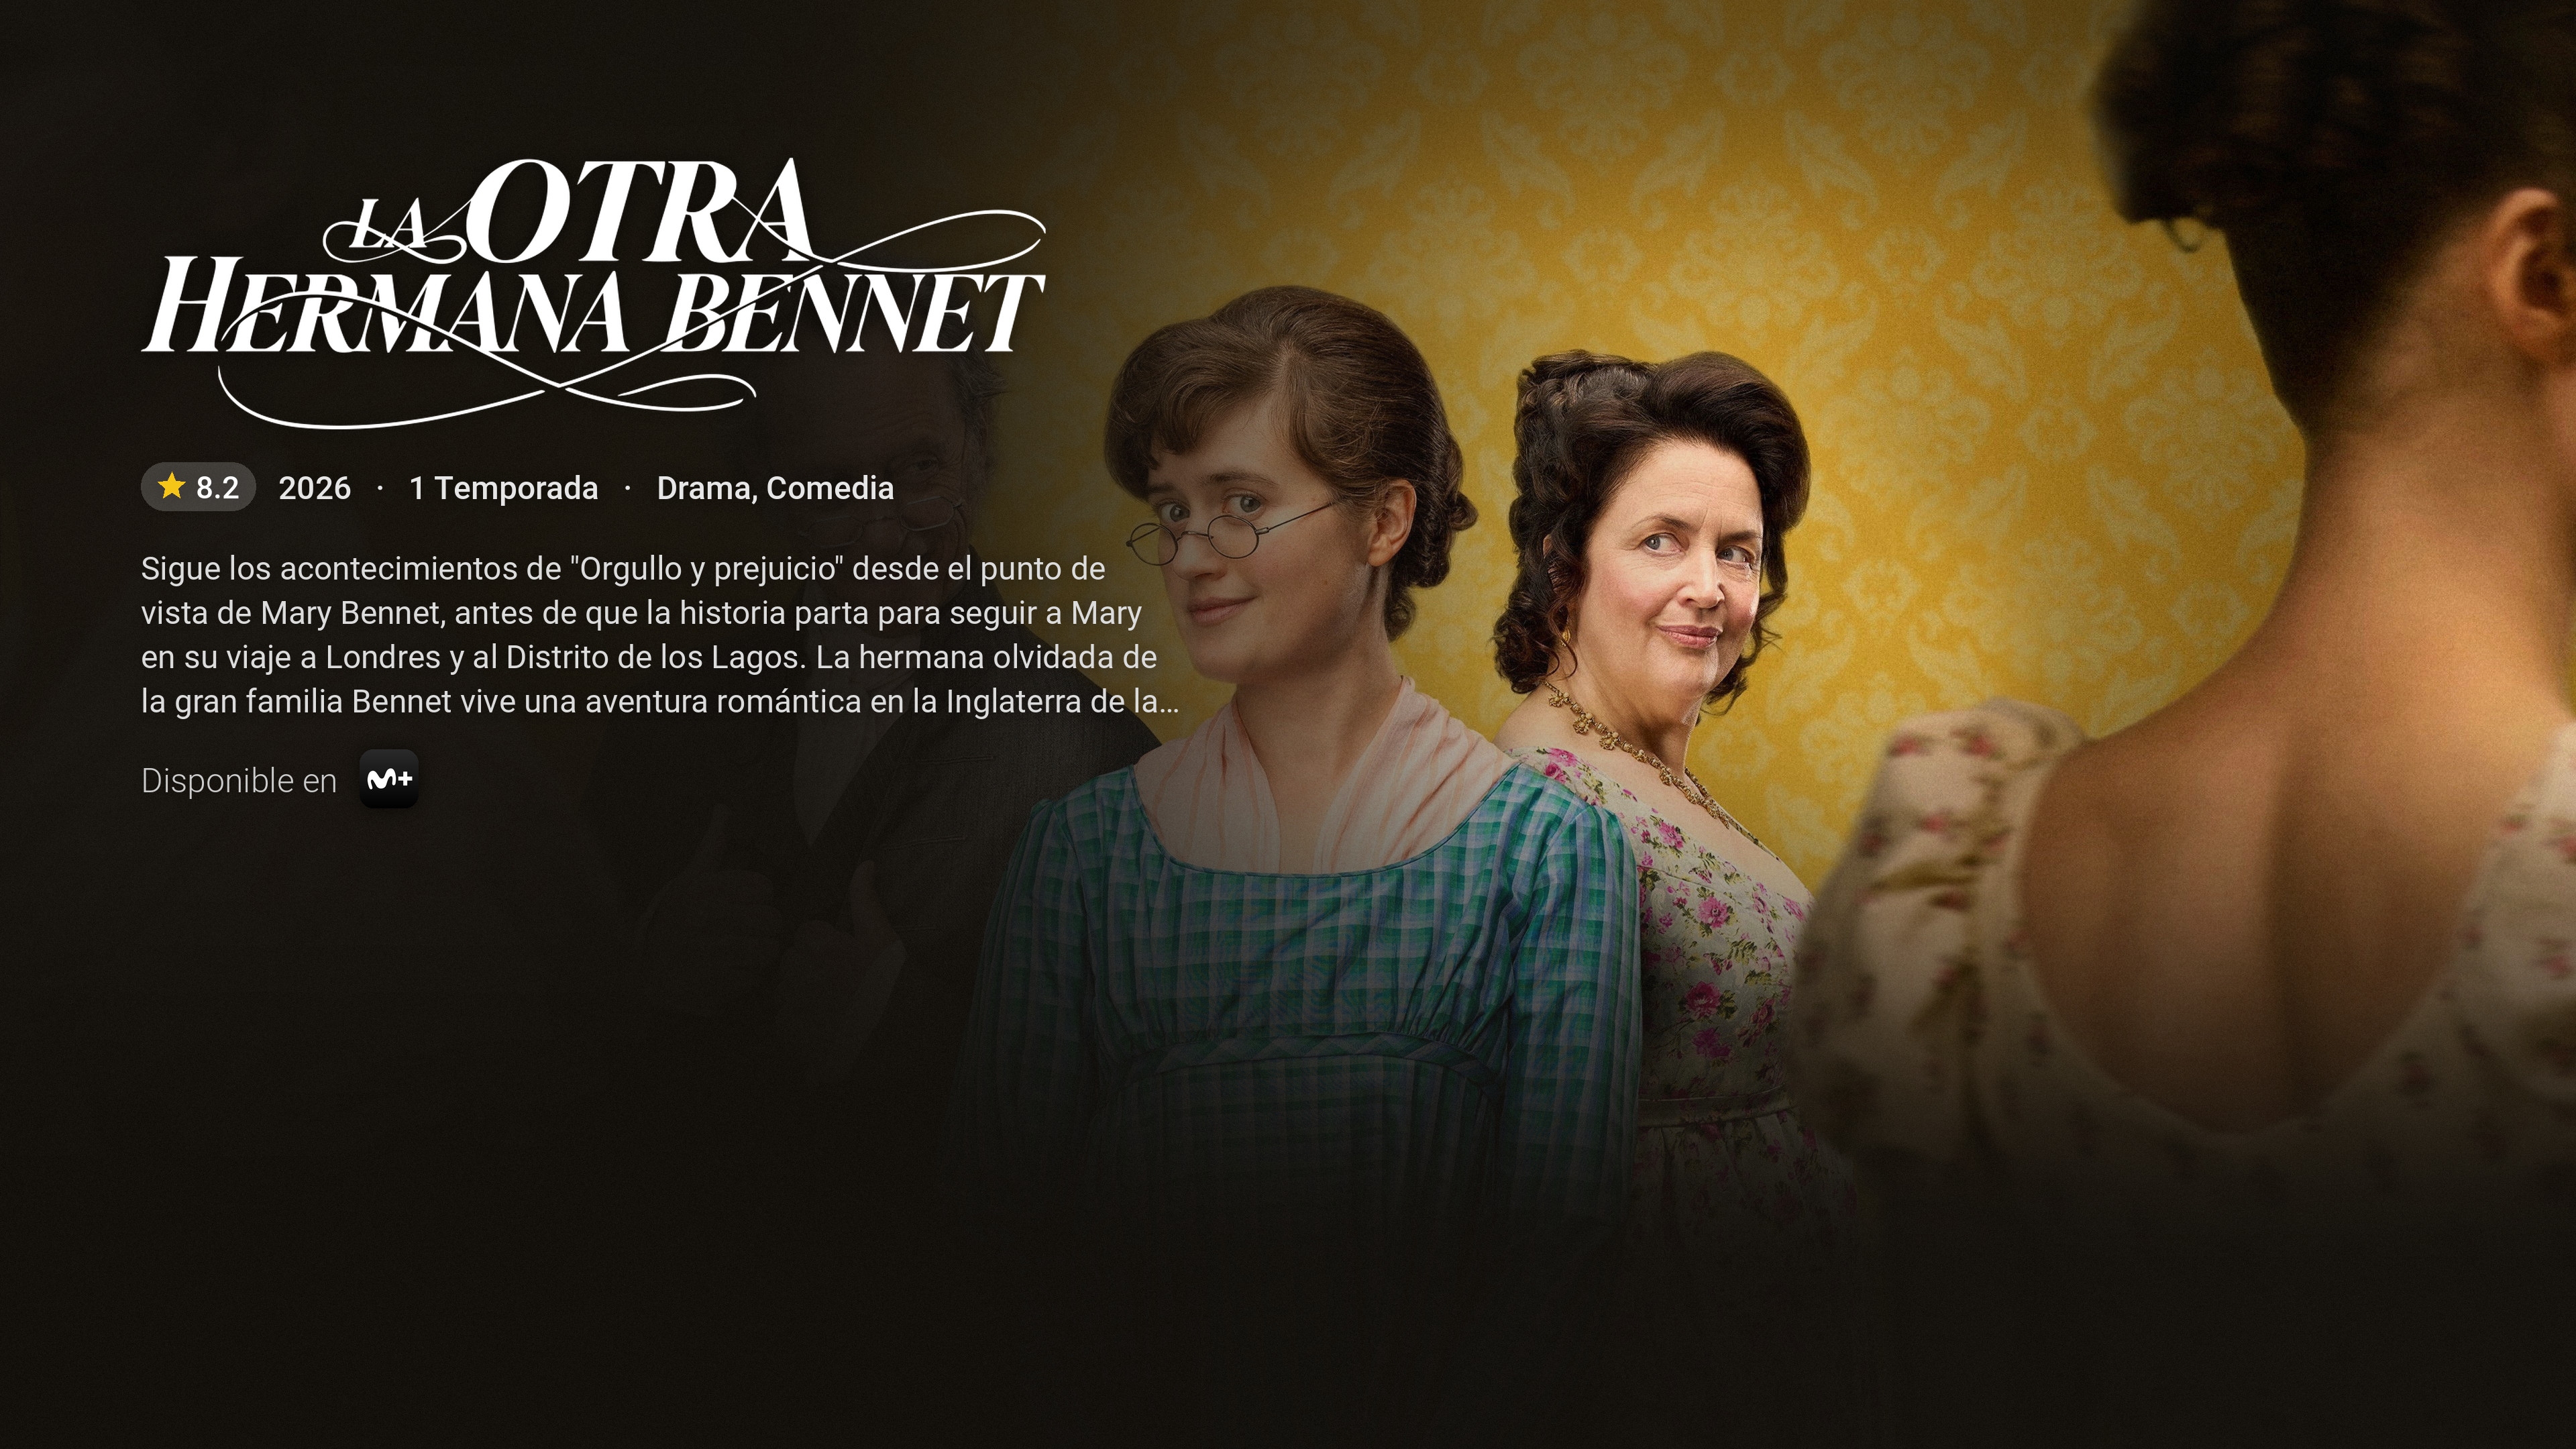 LA OTRA
HERMANA BENNET
8.2 2026 · 1 Temporada · Drama, Comedia
Sigue los acontecimientos de "Orgullo y prejuicio" desde el punto de
vista de Mary Bennet, antes de que la historia parta para seguir a Mary
en su viaje a Londres y al Distrito de los Lagos. La hermana olvidada de
la gran familia Bennet vive una aventura romántica en la Inglaterra de la...
Disponible en M+